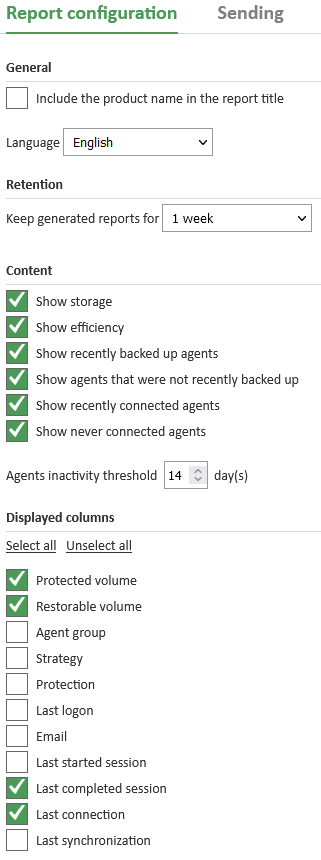 Report configuration Sending
General
Include the product name in the report title
Language English
Retention
Keep generated reports for 1 week
Content
Show storage
Show efficiency
Show recently backed up agents
Show agents that were not recently backed up
Show recently connected agents
Show never connected agents
Agents inactivity threshold 14 day(s)
Displayed columns
Select all Unselect all
Protected volume
Restorable volume
Agent group
Strategy
Protection
Last logon
Email
Last started session
Last completed session
Last connection
Last synchronization